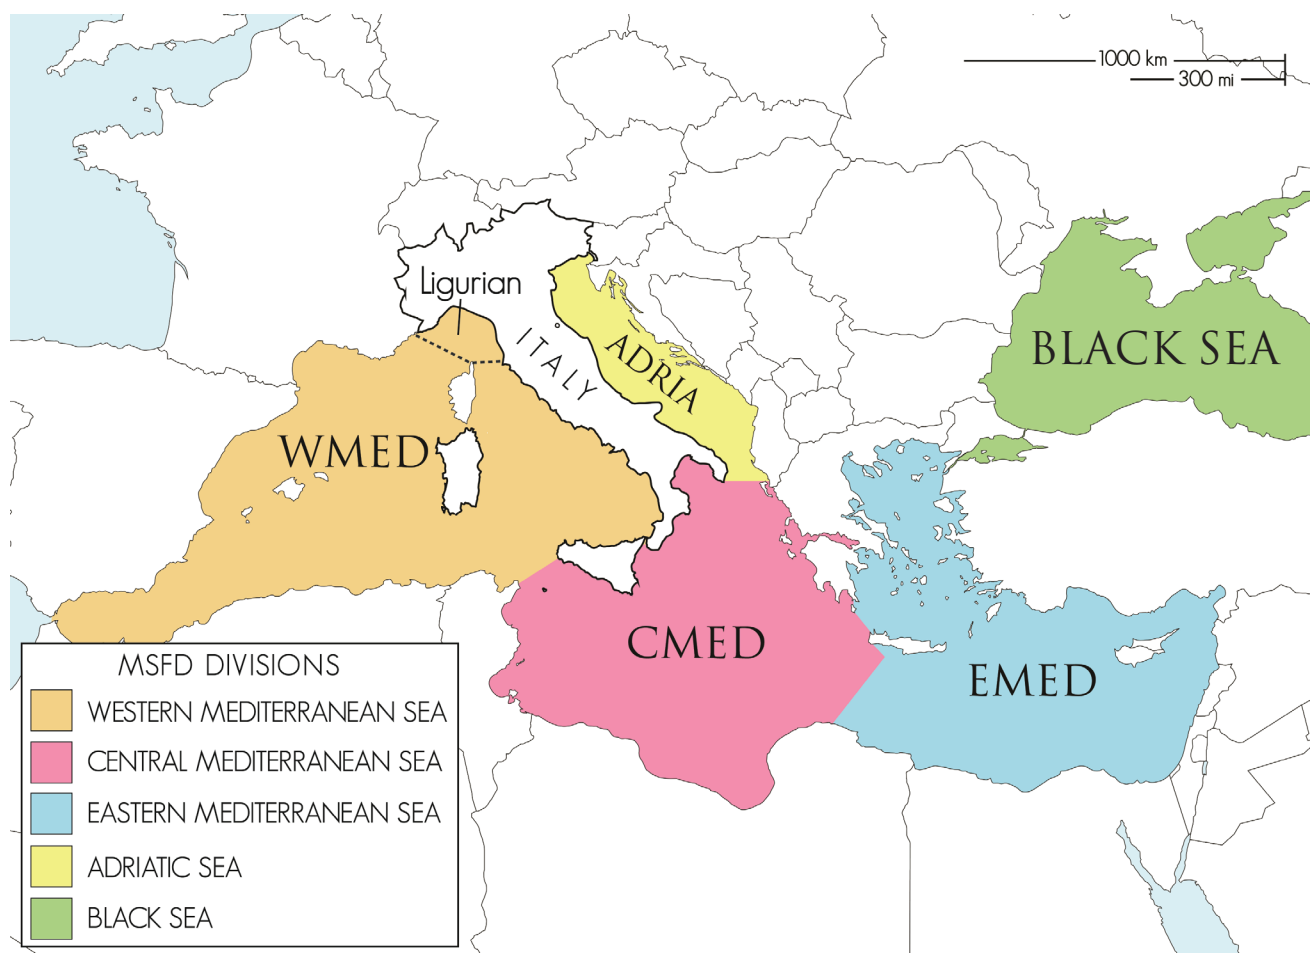 1000 km
300 mi
Ligurian
ITALY
ADRIA
BLACK SEA
WMED
CMED
EMED
MSFD DIVISIONS
WESTERN MEDITERRANEAN SEA
CENTRAL MEDITERRANEAN SEA
EASTERN MEDITERRANEAN SEA
ADRIATIC SEA
BLACK SEA